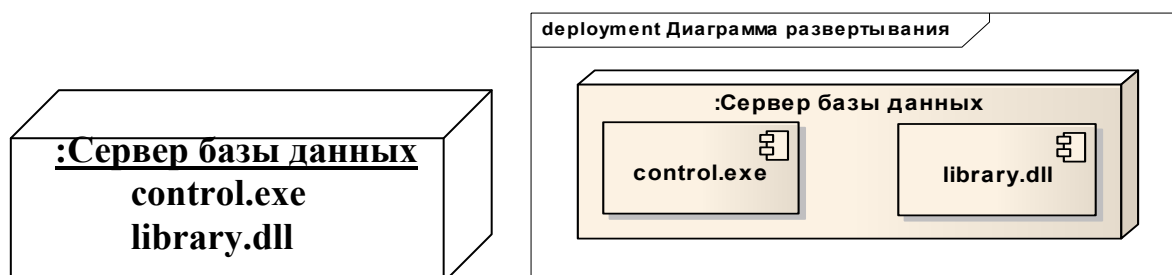 :Сервер базы данных
control.exe
library.dll
deployment Диаграмма развертывания
:Сервер базы данных
control.exe
library.dll